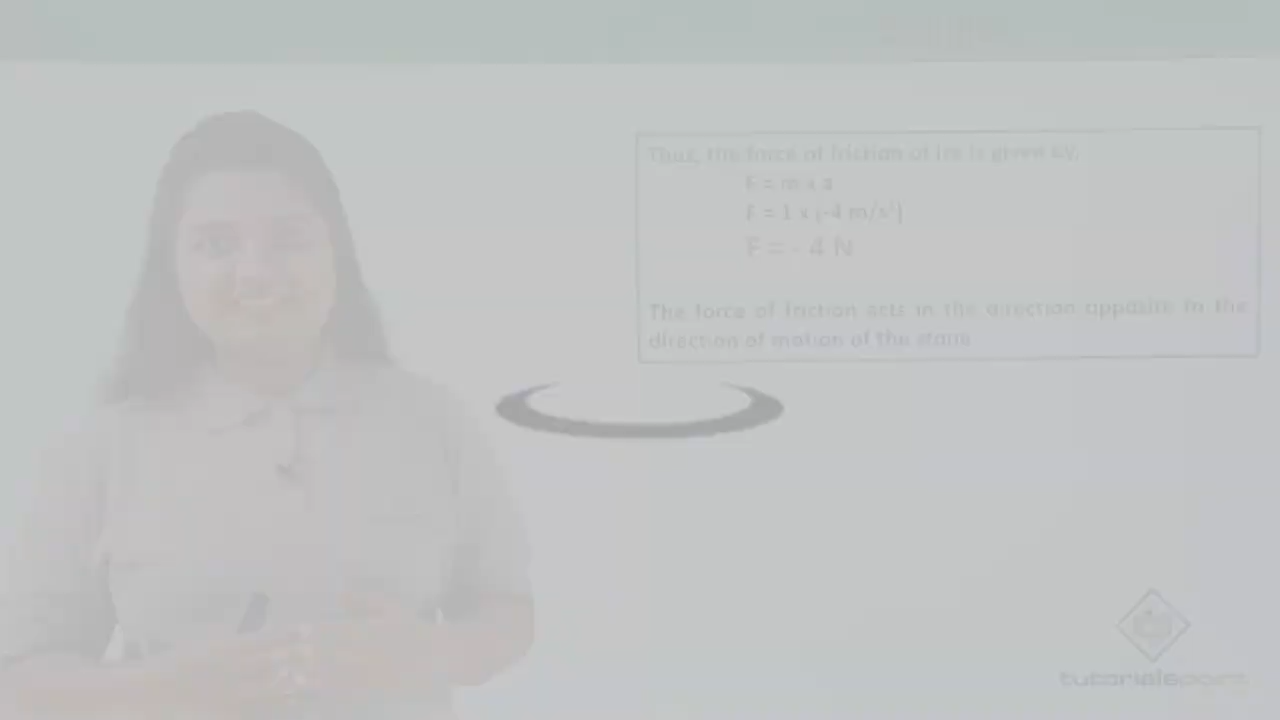 Thus, the force of friction of ice is given by,
F = m x a
F = 1 x (-4 m/s²)
F = - 4 N
The force of friction acts in the direction opposite to the
direction of motion of the stone
tutorialspoint